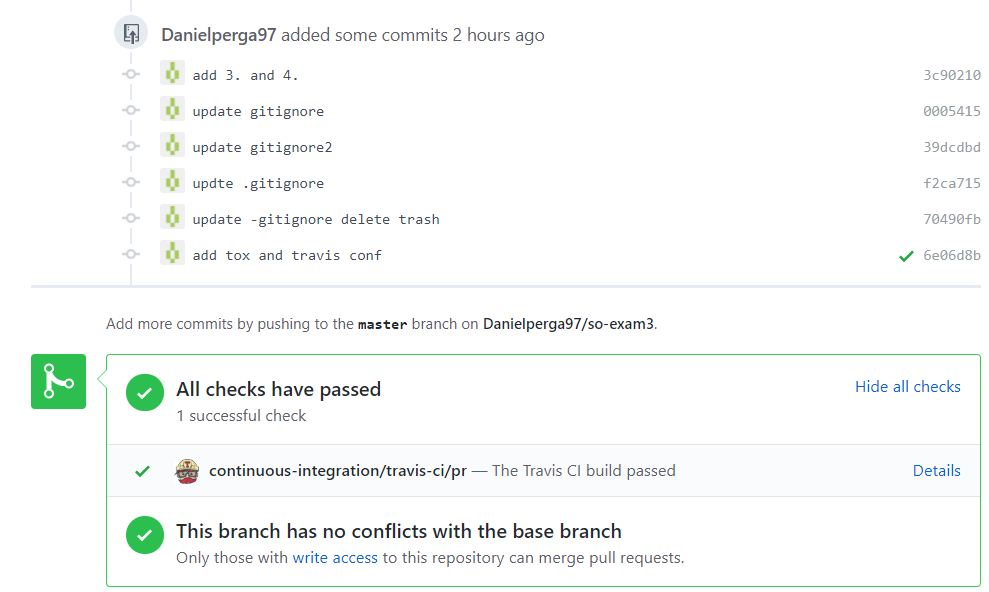 Danielperga97 added some commits 2 hours ago
add 3. and 4. 3c90210
update gitignore 0005415
update gitignore2 39dcdbd
updte .gitignore f2ca715
update -gitignore delete trash 70490fb
add tox and travis conf 6e06d8b
Add more commits by pushing to the master branch on Danielperga97/so-exam3.
All checks have passed Hide all checks
1 successful check
continuous-integration/travis-ci/pr — The Travis CI build passed Details
This branch has no conflicts with the base branch
Only those with write access to this repository can merge pull requests.